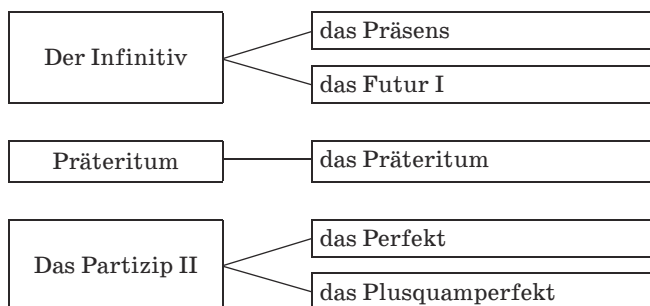 Der Infinitiv
das Präsens
das Futur I
Präteritum
das Präteritum
Das Partizip II
das Perfekt
das Plusquamperfekt